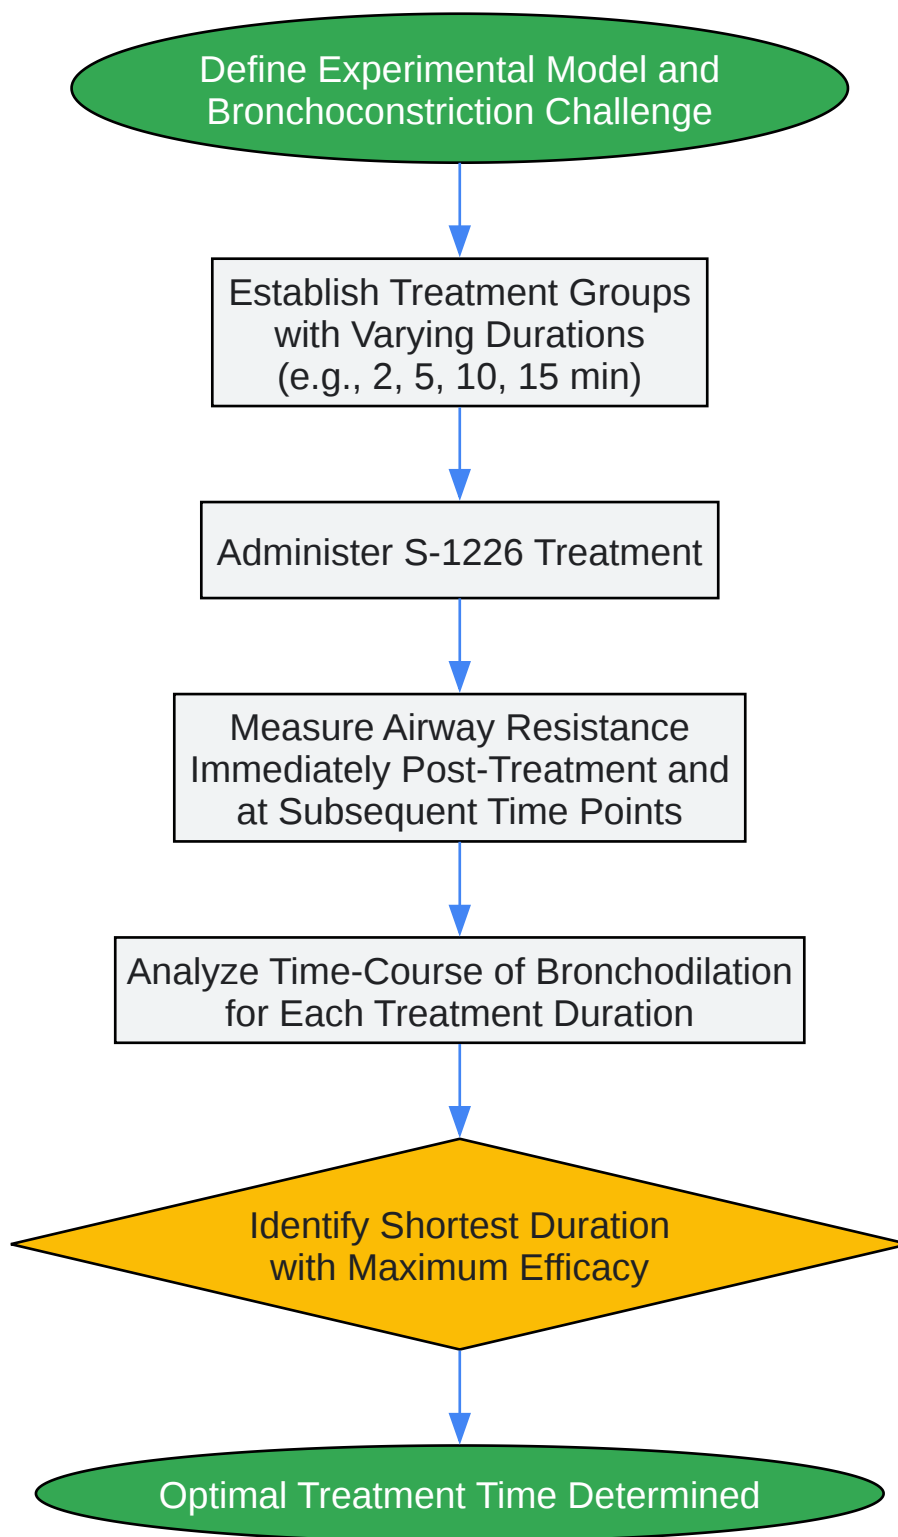 Define Experimental Model and
Bronchoconstriction Challenge
Establish Treatment Groups
with Varying Durations
(e.g., 2, 5, 10, 15 min)
Administer S-1226 Treatment
Measure Airway Resistance
Immediately Post-Treatment and
at Subsequent Time Points
Analyze Time-Course of Bronchodilation
for Each Treatment Duration
Identify Shortest Duration
with Maximum Efficacy
Optimal Treatment Time Determined